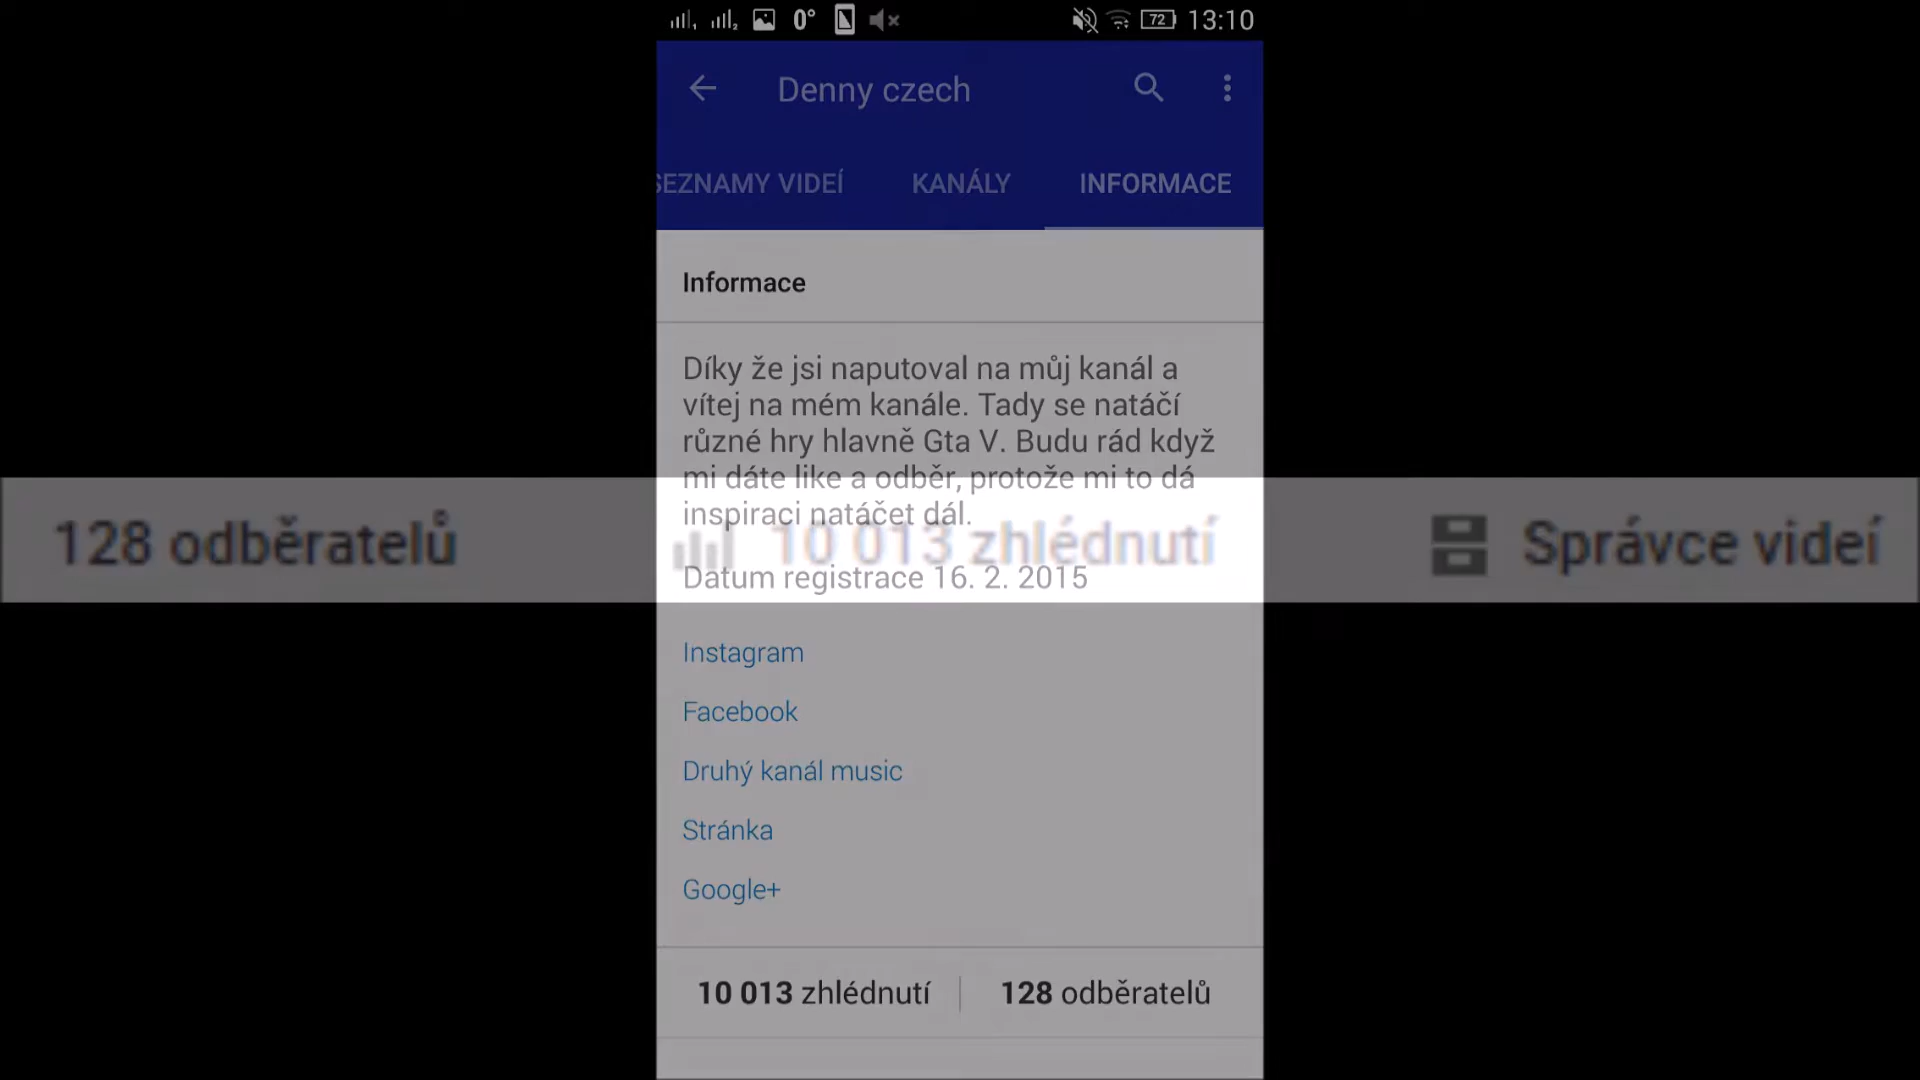 0° 72 13:10
Denny czech
SEZNAMY VIDEÍ KANÁLY INFORMACE
Informace
Díky že jsi naputoval na můj kanál a
vítej na mém kanále. Tady se natáčí
různé hry hlavně Gta V. Budu rád když
mi dáte like a odběr, protože mi to dá
inspiraci natáčet dál.
128 odběratelů 10 013 zhlédnutí Správce videí
Datum registrace 16. 2. 2015
Instagram
Facebook
Druhý kanál music
Stránka
Google+
10 013 zhlédnutí 128 odběratelů